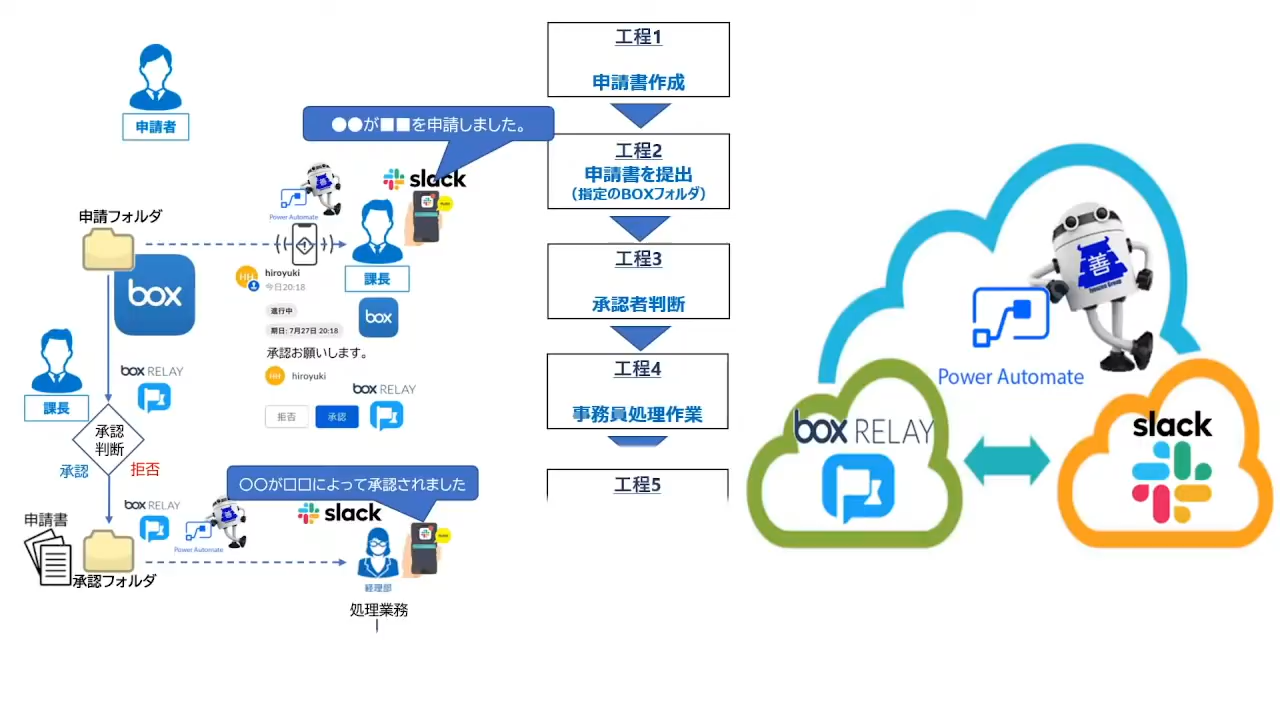 申請者
●●が■■を申請しました。
Power Automate
slack
申請フォルダ
box
課長
HH
hiroyuki
今日20:18
進行中
期日: 7月27日 20:18
box
承認お願いします。
HH
hiroyuki
box RELAY
拒否
承認
box RELAY
課長
承認
判断
承認
拒否
〇〇が□□によって承認されました
box RELAY
Power Automate
slack
申請書
承認フォルダ
経理部
処理業務
工程1
申請書作成
工程2
申請書を提出
（指定のBOXフォルダ）
工程3
承認者判断
工程4
事務員処理作業
工程5
善
Power Automate
box RELAY
slack